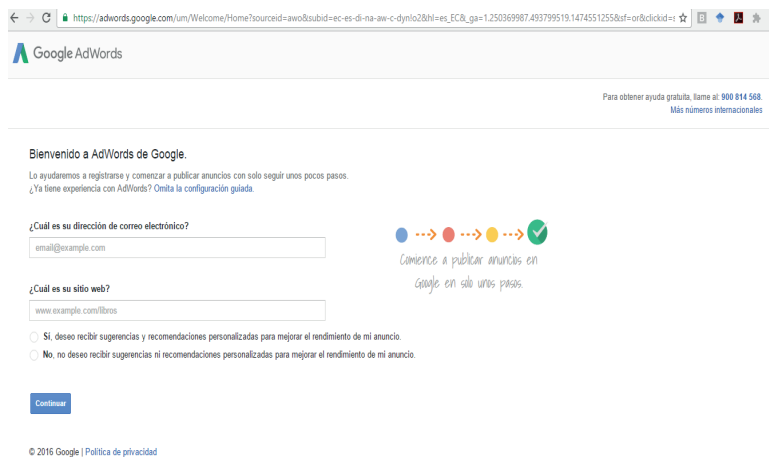 https://adwords.google.com/um/Welcome/Home?sourceid=awo&subid=ec-es-di-na-aw-c-dynlo2&hl=es_EC&_ga=1.250369987.493799519.1474551255&sf=or&clickid=
Google AdWords
Para obtener ayuda gratuita, llame al: 900 814 568.
Más números internacionales
Bienvenido a AdWords de Google.
Lo ayudaremos a registrarse y comenzar a publicar anuncios con solo seguir unos pocos pasos.
¿Ya tiene experiencia con AdWords? Omita la configuración guiada.
¿Cuál es su dirección de correo electrónico?
email@example.com
Comience a publicar anuncios en
Google en solo unos pasos.
¿Cuál es su sitio web?
www.example.com/libros
Sí, deseo recibir sugerencias y recomendaciones personalizadas para mejorar el rendimiento de mi anuncio.
No, no deseo recibir sugerencias ni recomendaciones personalizadas para mejorar el rendimiento de mi anuncio.
Continuar
© 2016 Google | Política de privacidad